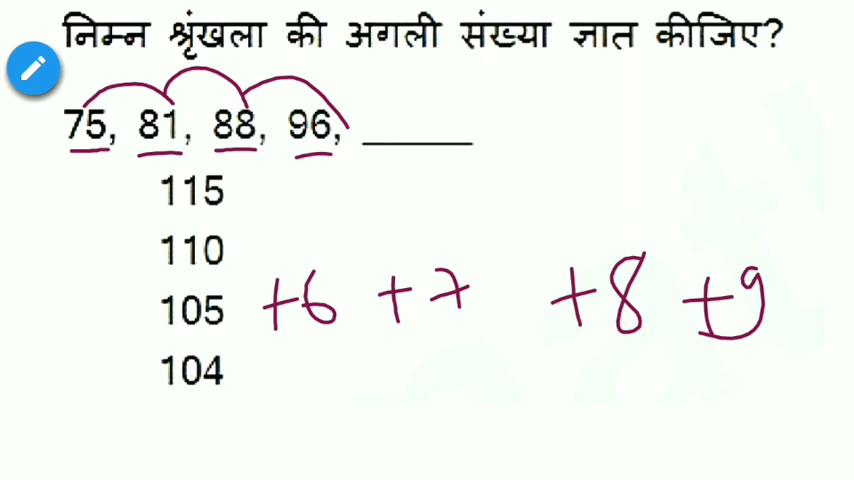 निम्न श्रृंखला की अगली संख्या ज्ञात कीजिए?
75, 81, 88, 96, ______
115
110
105
104
+6 +7 +8 +9